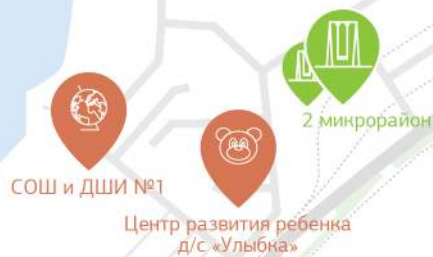 2 микрорайон
СОШ и ДШИ №1
Центр развития ребенка
д/с «Улыбка»